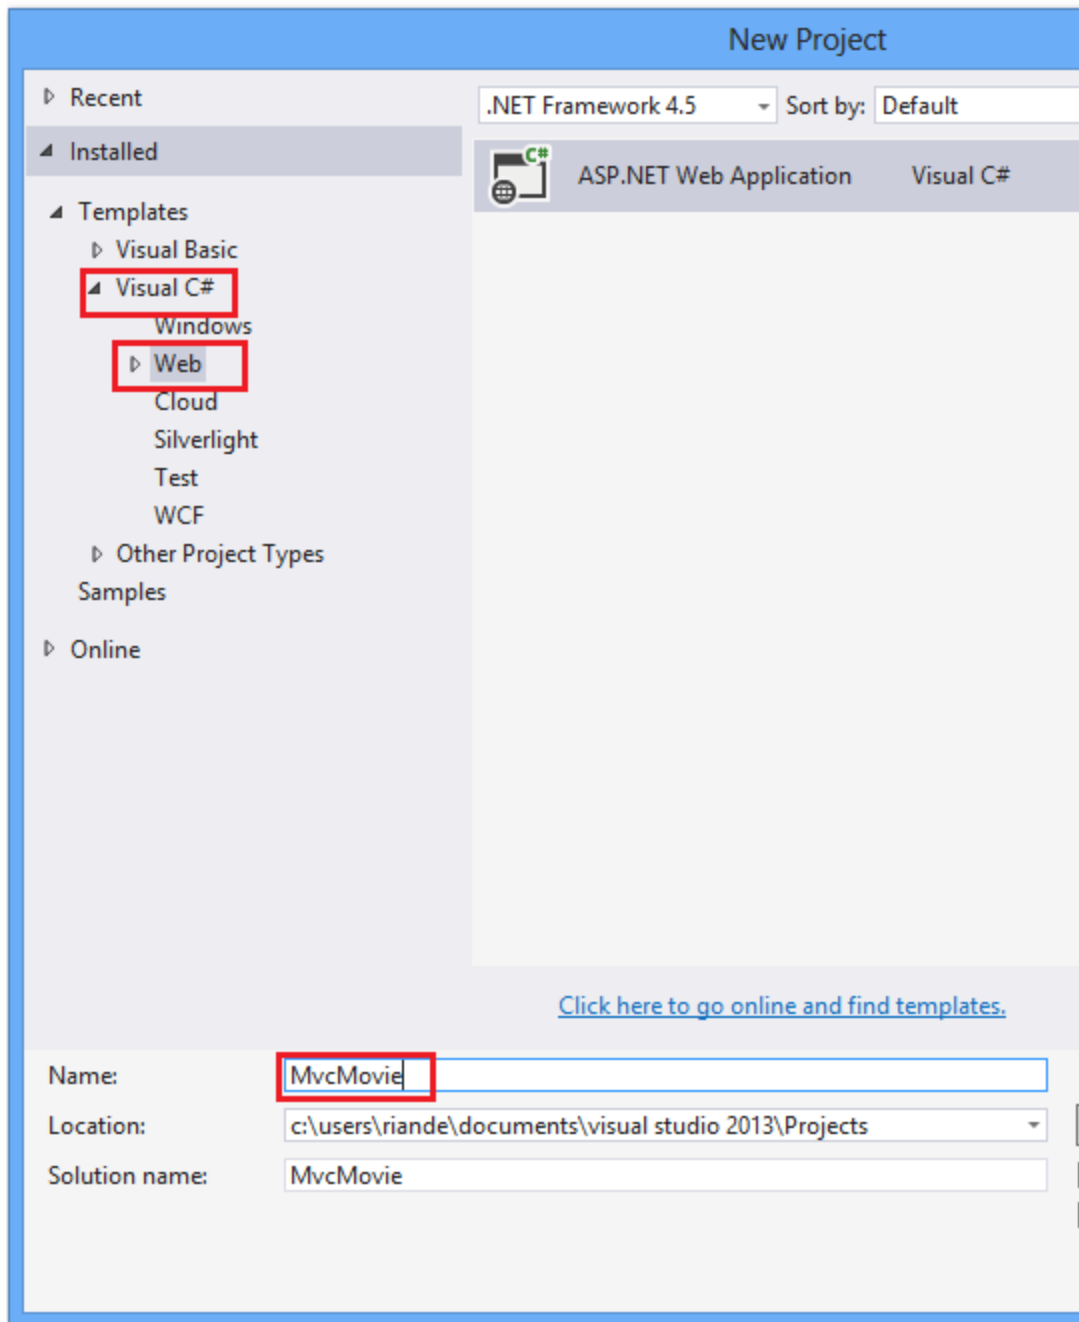 New Project
Recent
Installed
Templates
Visual Basic
Visual C#
Windows
Web
Cloud
Silverlight
Test
WCF
Other Project Types
Samples
Online
.NET Framework 4.5 Sort by: Default
C#
ASP.NET Web Application Visual C#
Click here to go online and find templates.
Name: MvcMovie
Location: c:\users\riande\documents\visual studio 2013\Projects
Solution name: MvcMovie